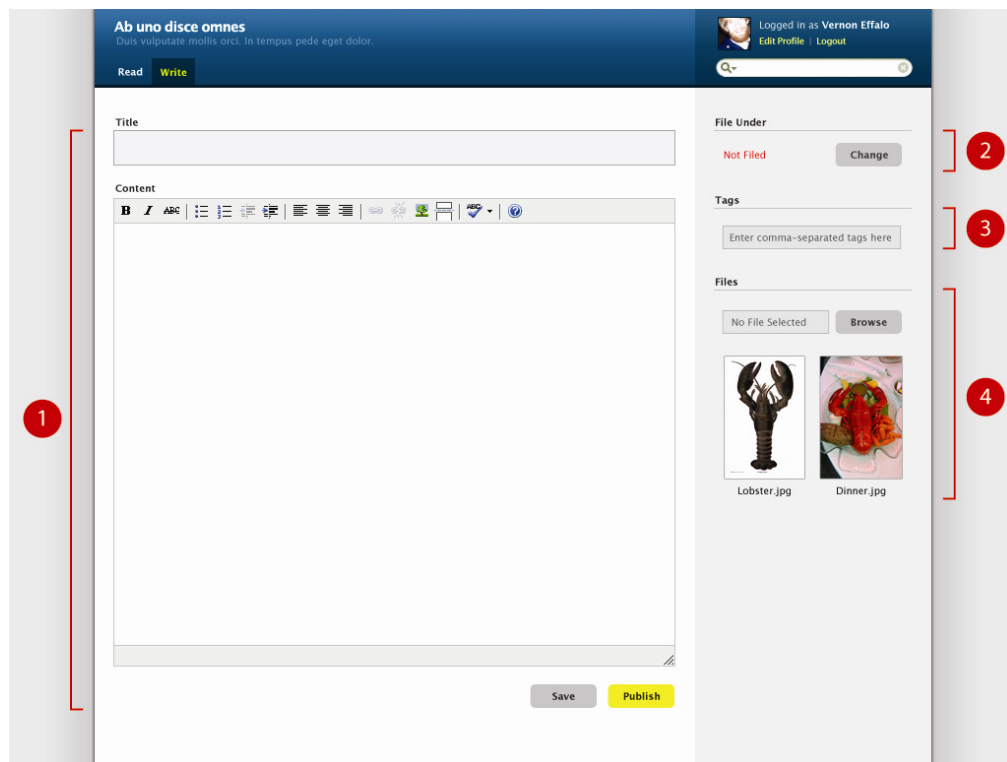 Ab uno disce omnes
Duis vulputate mollis orci. In tempus pede eget dolor.
Read Write
Logged in as Vernon Effalo
Edit Profile | Logout
Title
Content
B I ABC ABC
Save Publish
File Under
Not Filed Change
Tags
Enter comma-separated tags here
Files
No File Selected Browse
Lobster.jpg Dinner.jpg
1
2
3
4